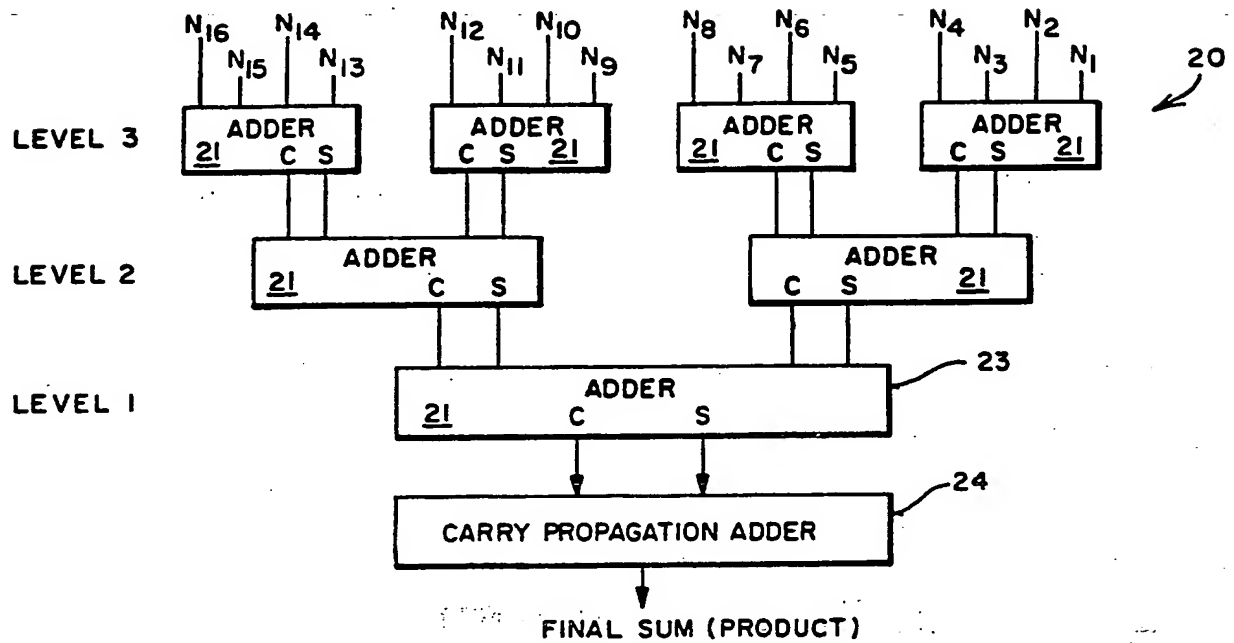 N16 N15 N14 N13 N12 N11 N10 N9 N8 N7 N6 N5 N4 N3 N2 N1
20
LEVEL 3
ADDER 21 C S
ADDER C S 21
ADDER 21 C S
ADDER C S 21
LEVEL 2
ADDER 21 C S
ADDER C S 21
LEVEL 1
ADDER 21 C S
23
CARRY PROPAGATION ADDER
24
FINAL SUM (PRODUCT)